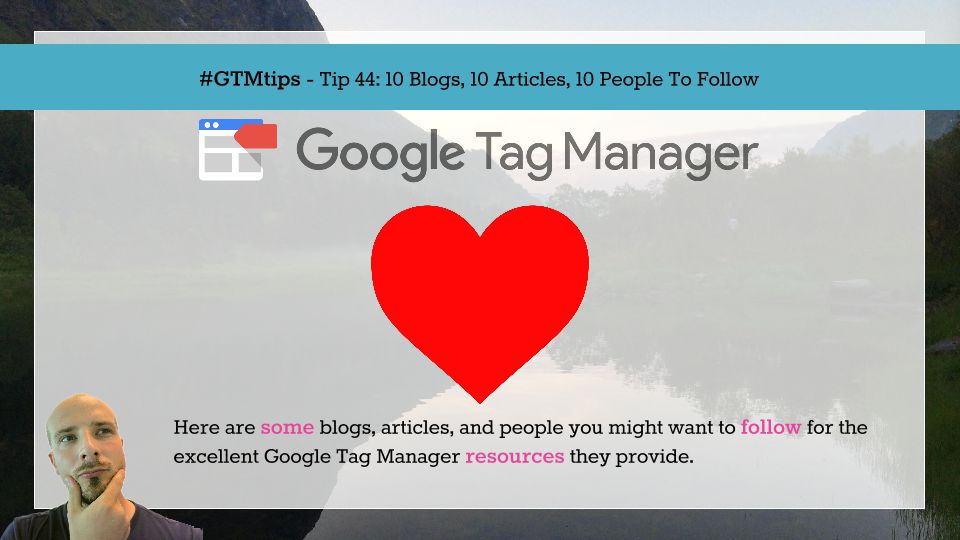 #GTMtips - Tip 44: 10 Blogs, 10 Articles, 10 People To Follow
Google Tag Manager
Here are some blogs, articles, and people you might want to follow for the
excellent Google Tag Manager resources they provide.